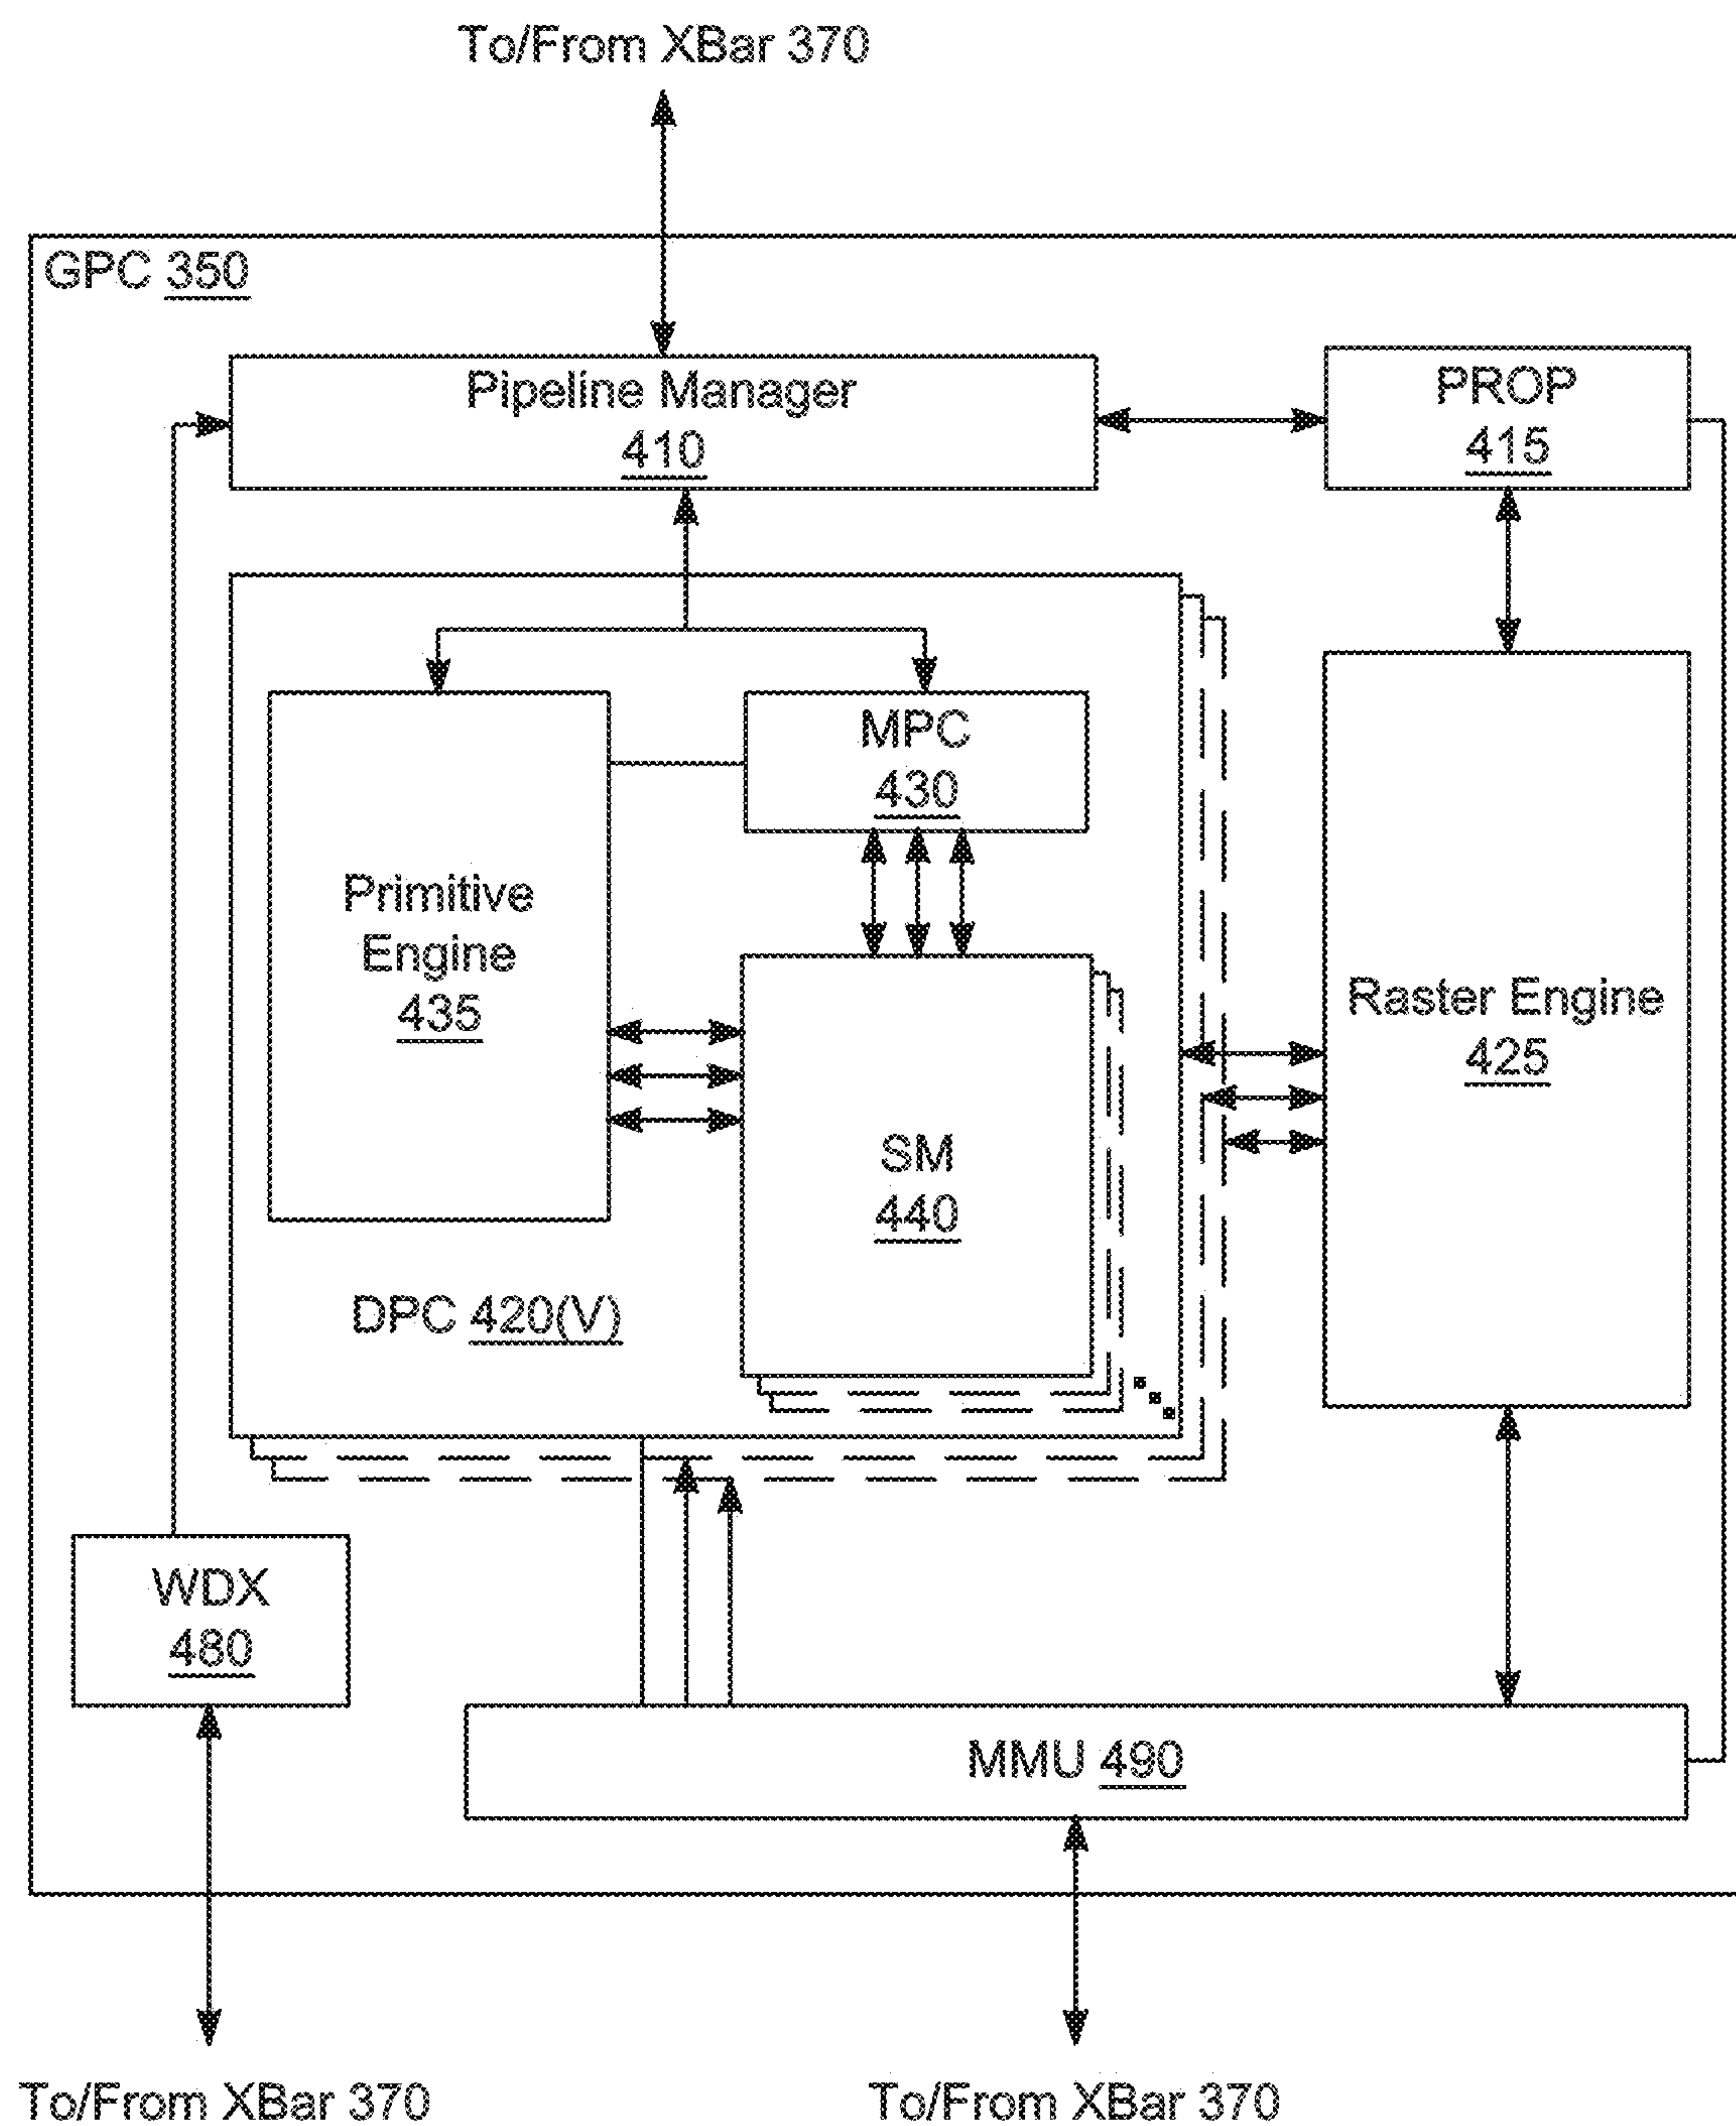 To/From XBar 370
GPC 350
Pipeline Manager
410
PROP
415
MPC
430
Primitive
Engine
435
Raster Engine
425
SM
440
DPC 420(V)
WDX
480
MMU 490
To/From XBar 370
To/From XBar 370